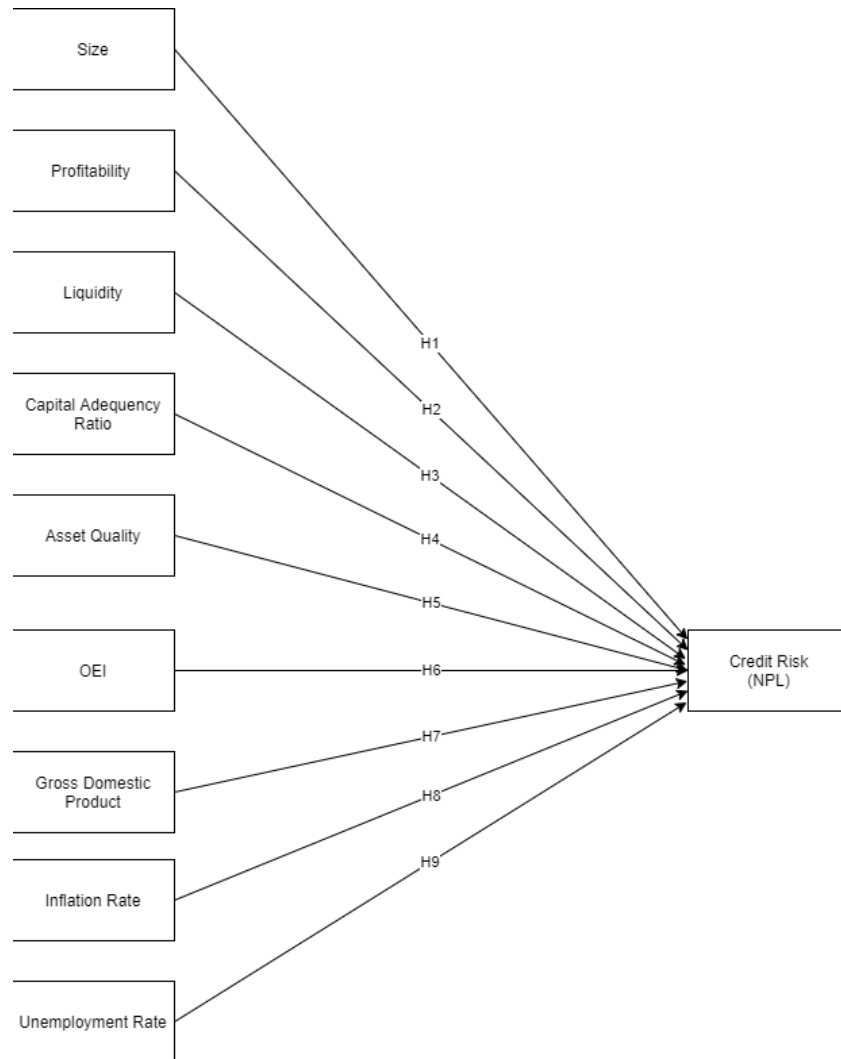 Size
Profitability
Liquidity
H1
H2
Capital Adequency
Ratio
H3
Asset Quality
H4
H5
OEI
H6
Credit Risk
(NPL)
H7
Gross Domestic
Product
H8
H9
Inflation Rate
Unemployment Rate